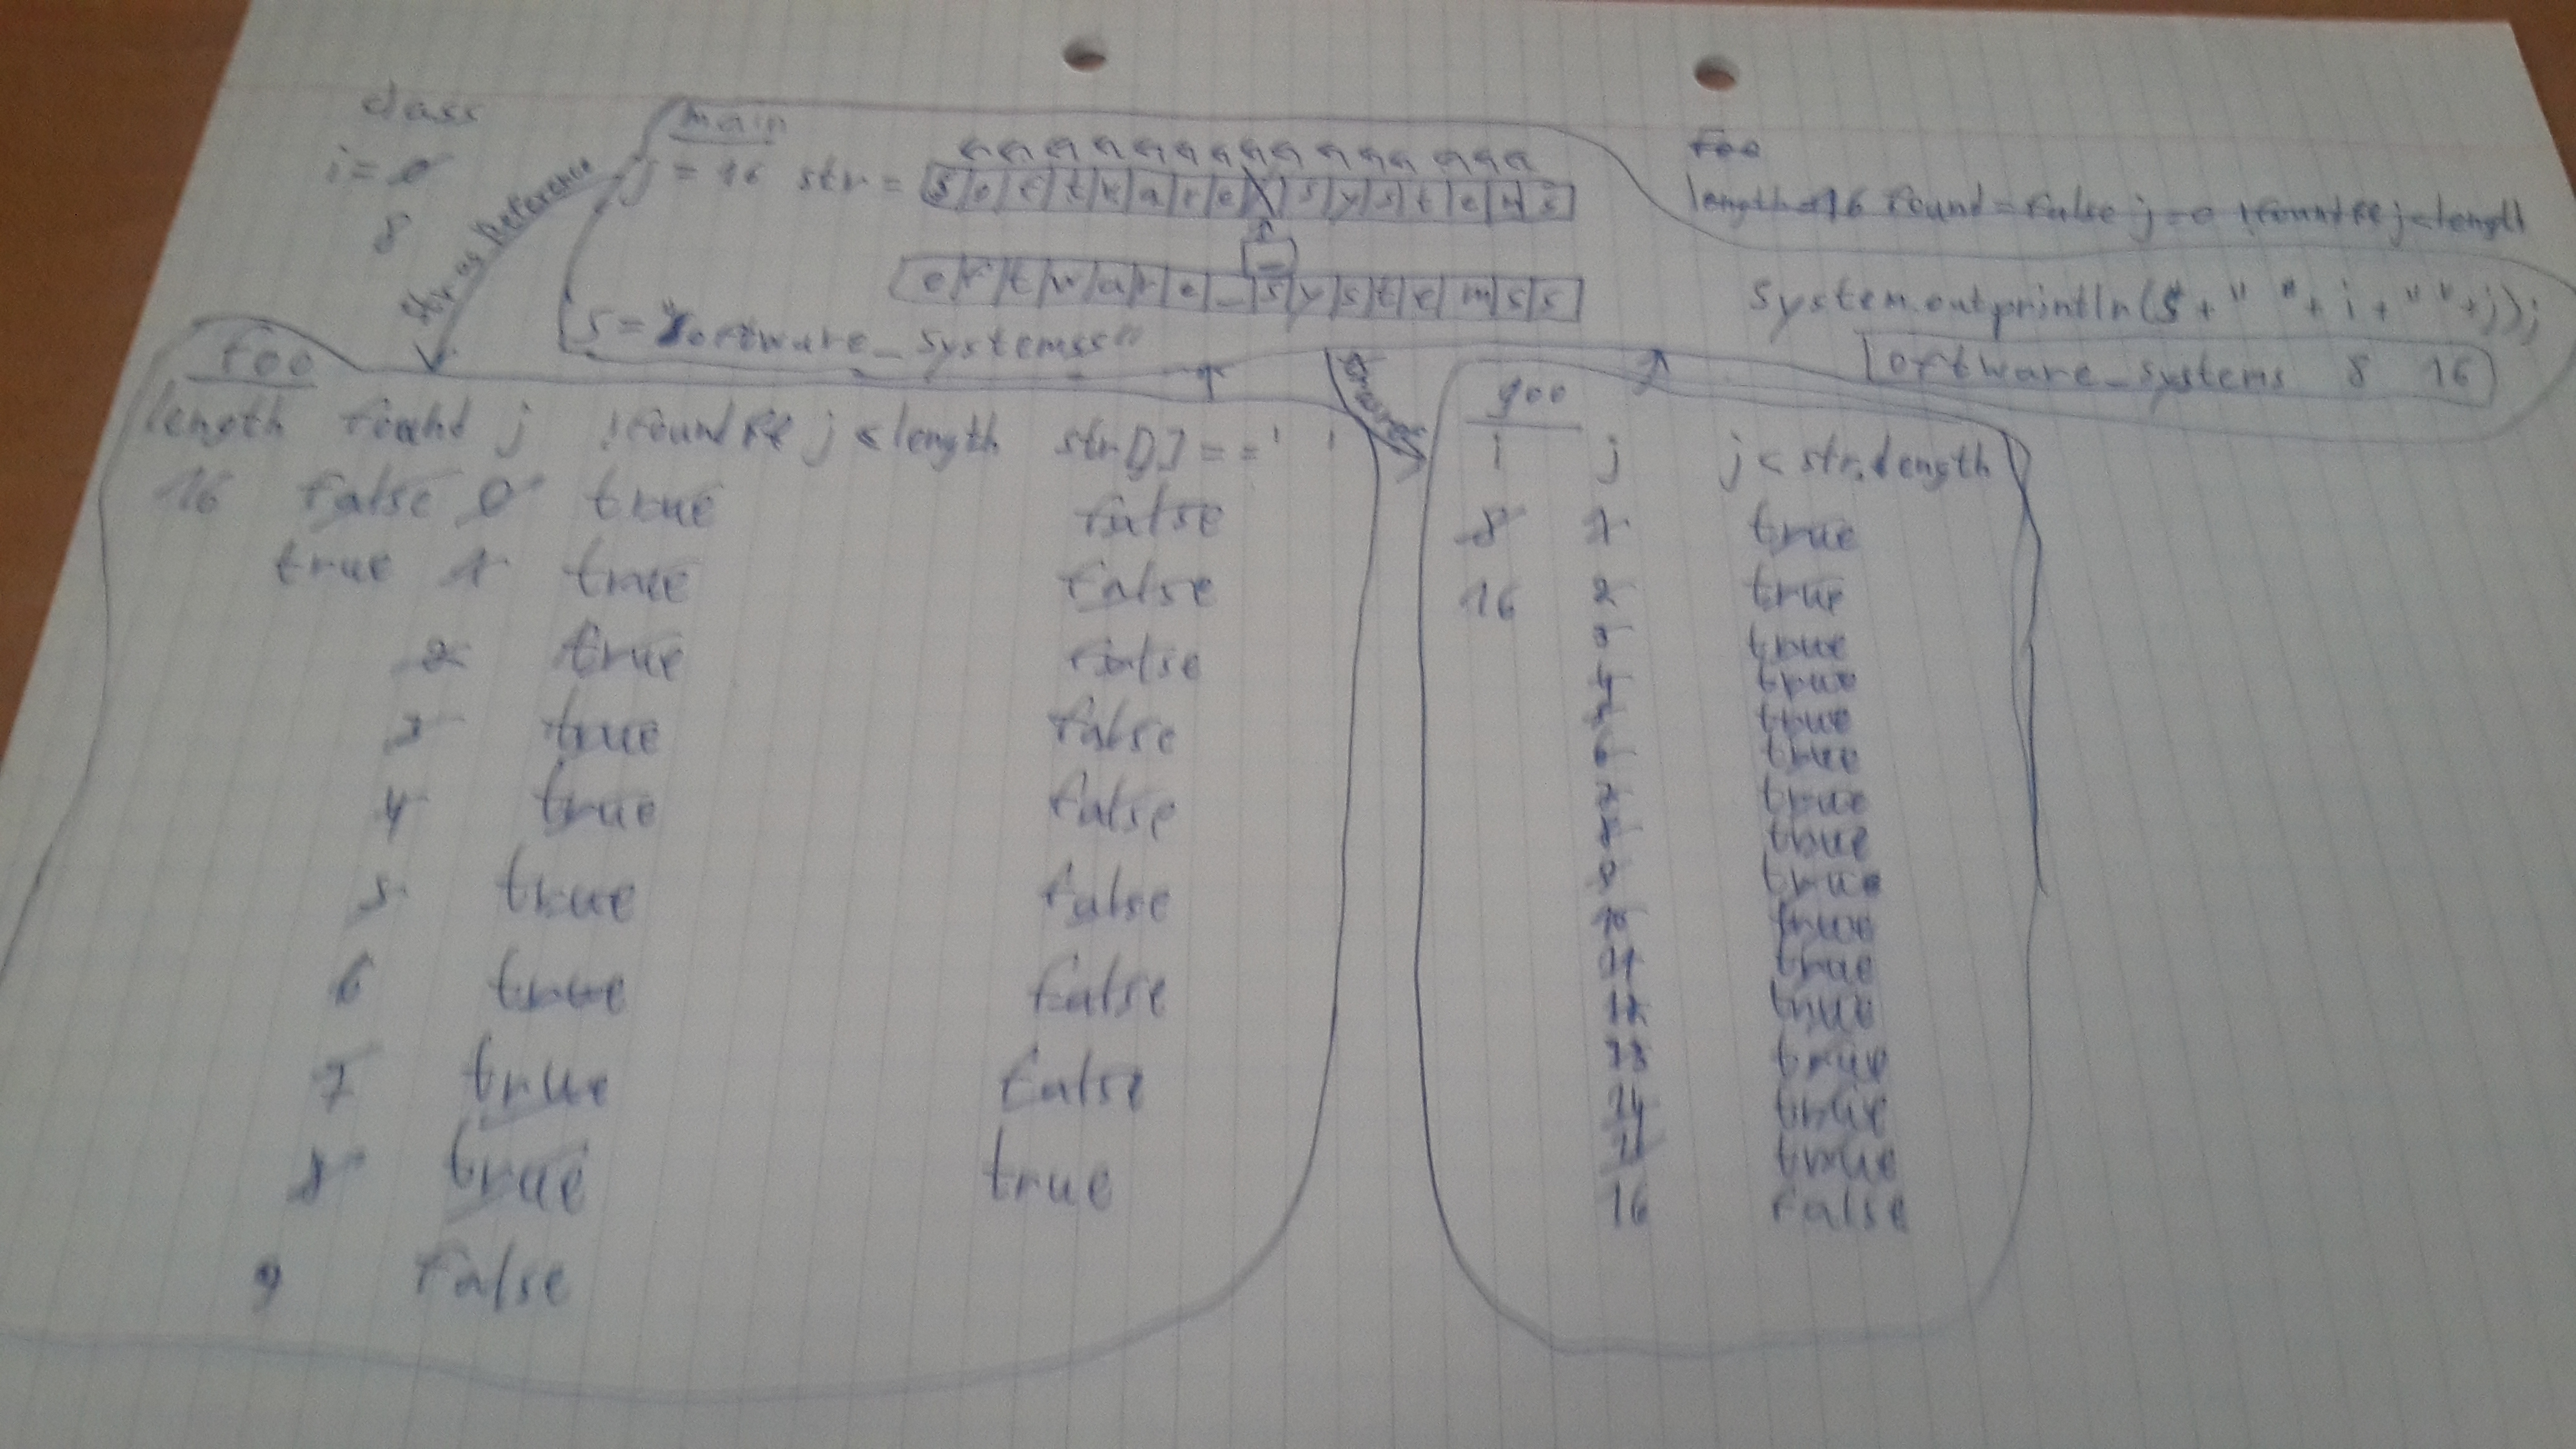 class
i = 0
8
str as Reference
main
j = 16 str = S o f t w a r e s y s t e m s
_
o f t w a r e _ s y s t e m s s
S = "software_systemss"
foo
length = 16 found = false j = 0 !found && j < length
System.out.println(S + " " + i + " " + j);
oftware_systems 8 16
foo
length found j !found && j < length str[j] == ' '
16 false 0 true false
true 1 true false
2 true false
3 true false
4 true false
5 true false
6 true false
7 true false
8 true true
9 false
goo
i j j < str.length
8 1 true
16 2 true
3 true
4 true
5 true
6 true
7 true
8 true
9 true
10 true
11 true
12 true
13 true
14 true
15 true
16 false